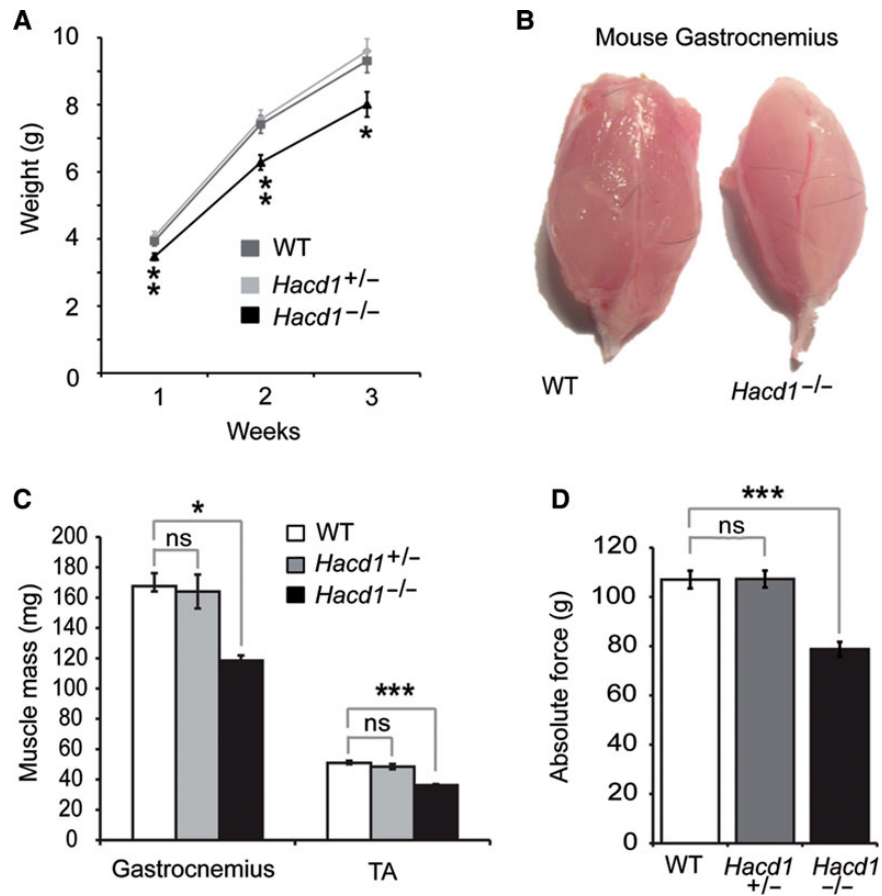 A
Weight (g)
10
8
6
4
2
0
1 2 3
Weeks
WT
Hacd1+/–
Hacd1–/–
**
**
*
B
Mouse Gastrocnemius
WT
Hacd1–/–
C
Muscle mass (mg)
200
180
160
140
120
100
80
60
40
20
0
*
ns
WT
Hacd1+/–
Hacd1–/–
***
ns
Gastrocnemius TA
D
Absolute force (g)
120
100
80
60
40
20
0
***
ns
WT Hacd1 Hacd1
+/– –/–